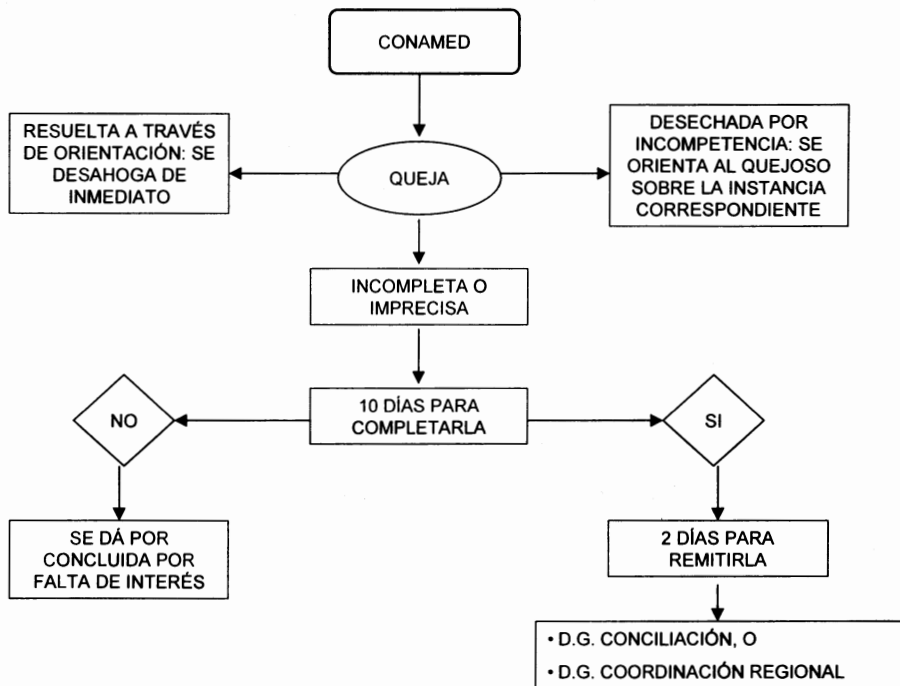 CONAMED
RESUELTA A TRAVÉS
DE ORIENTACIÓN: SE
DESAHOGA DE
INMEDIATO
QUEJA
DESECHADA POR
INCOMPETENCIA: SE
ORIENTA AL QUEJOSO
SOBRE LA INSTANCIA
CORRESPONDIENTE
INCOMPLETA O
IMPRECISA
NO
10 DÍAS PARA
COMPLETARLA
SI
SE DÁ POR
CONCLUIDA POR
FALTA DE INTERÉS
2 DÍAS PARA
REMITIRLA
• D.G. CONCILIACIÓN, O
• D.G. COORDINACIÓN REGIONAL